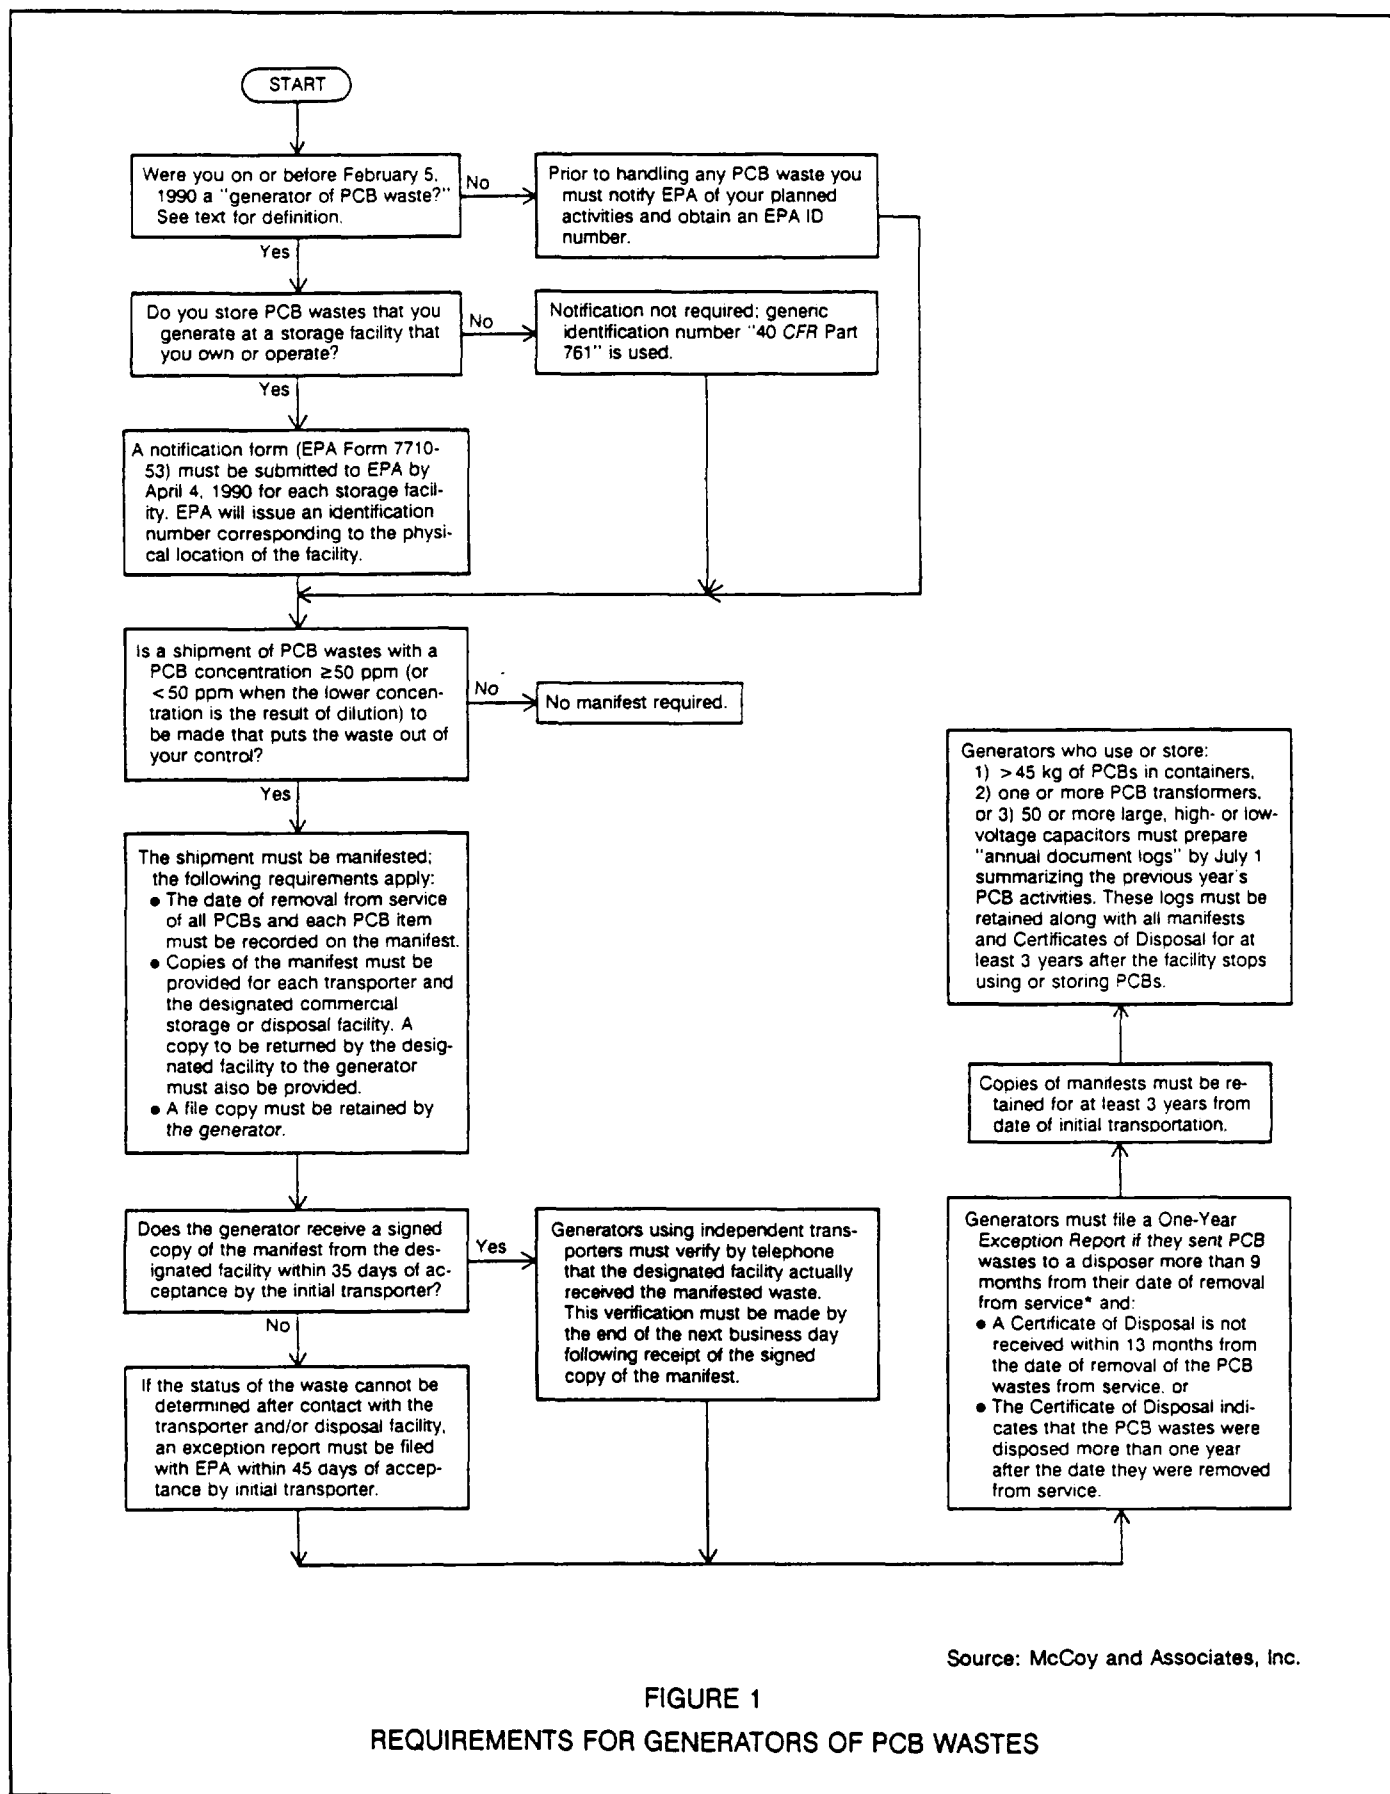 START
Were you on or before February 5,
1990 a "generator of PCB waste?"
See text for definition.
No
Prior to handling any PCB waste you
must notify EPA of your planned
activities and obtain an EPA ID
number.
Yes
Do you store PCB wastes that you
generate at a storage facility that
you own or operate?
No
Notification not required; generic
identification number "40 CFR Part
761" is used.
Yes
A notification form (EPA Form 7710-
53) must be submitted to EPA by
April 4, 1990 for each storage facil-
ity. EPA will issue an identification
number corresponding to the physi-
cal location of the facility.
Is a shipment of PCB wastes with a
PCB concentration ≥50 ppm (or
<50 ppm when the lower concen-
tration is the result of dilution) to
be made that puts the waste out of
your control?
No
No manifest required.
Yes
The shipment must be manifested;
the following requirements apply:
● The date of removal from service
of all PCBs and each PCB item
must be recorded on the manifest.
● Copies of the manifest must be
provided for each transporter and
the designated commercial
storage or disposal facility. A
copy to be returned by the desig-
nated facility to the generator
must also be provided.
● A file copy must be retained by
the generator.
Does the generator receive a signed
copy of the manifest from the des-
ignated facility within 35 days of ac-
ceptance by the initial transporter?
Yes
Generators using independent trans-
porters must verify by telephone
that the designated facility actually
received the manifested waste.
This verification must be made by
the end of the next business day
following receipt of the signed
copy of the manifest.
No
If the status of the waste cannot be
determined after contact with the
transporter and/or disposal facility,
an exception report must be filed
with EPA within 45 days of accep-
tance by initial transporter.
Generators must file a One-Year
Exception Report if they sent PCB
wastes to a disposer more than 9
months from their date of removal
from service* and:
● A Certificate of Disposal is not
received within 13 months from
the date of removal of the PCB
wastes from service, or
● The Certificate of Disposal indi-
cates that the PCB wastes were
disposed more than one year
after the date they were removed
from service.
Copies of manifests must be re-
tained for at least 3 years from
date of initial transportation.
Generators who use or store:
1) >45 kg of PCBs in containers,
2) one or more PCB transformers,
or 3) 50 or more large, high- or low-
voltage capacitors must prepare
"annual document logs" by July 1
summarizing the previous year's
PCB activities. These logs must be
retained along with all manifests
and Certificates of Disposal for at
least 3 years after the facility stops
using or storing PCBs.
Source: McCoy and Associates, Inc.
FIGURE 1
REQUIREMENTS FOR GENERATORS OF PCB WASTES